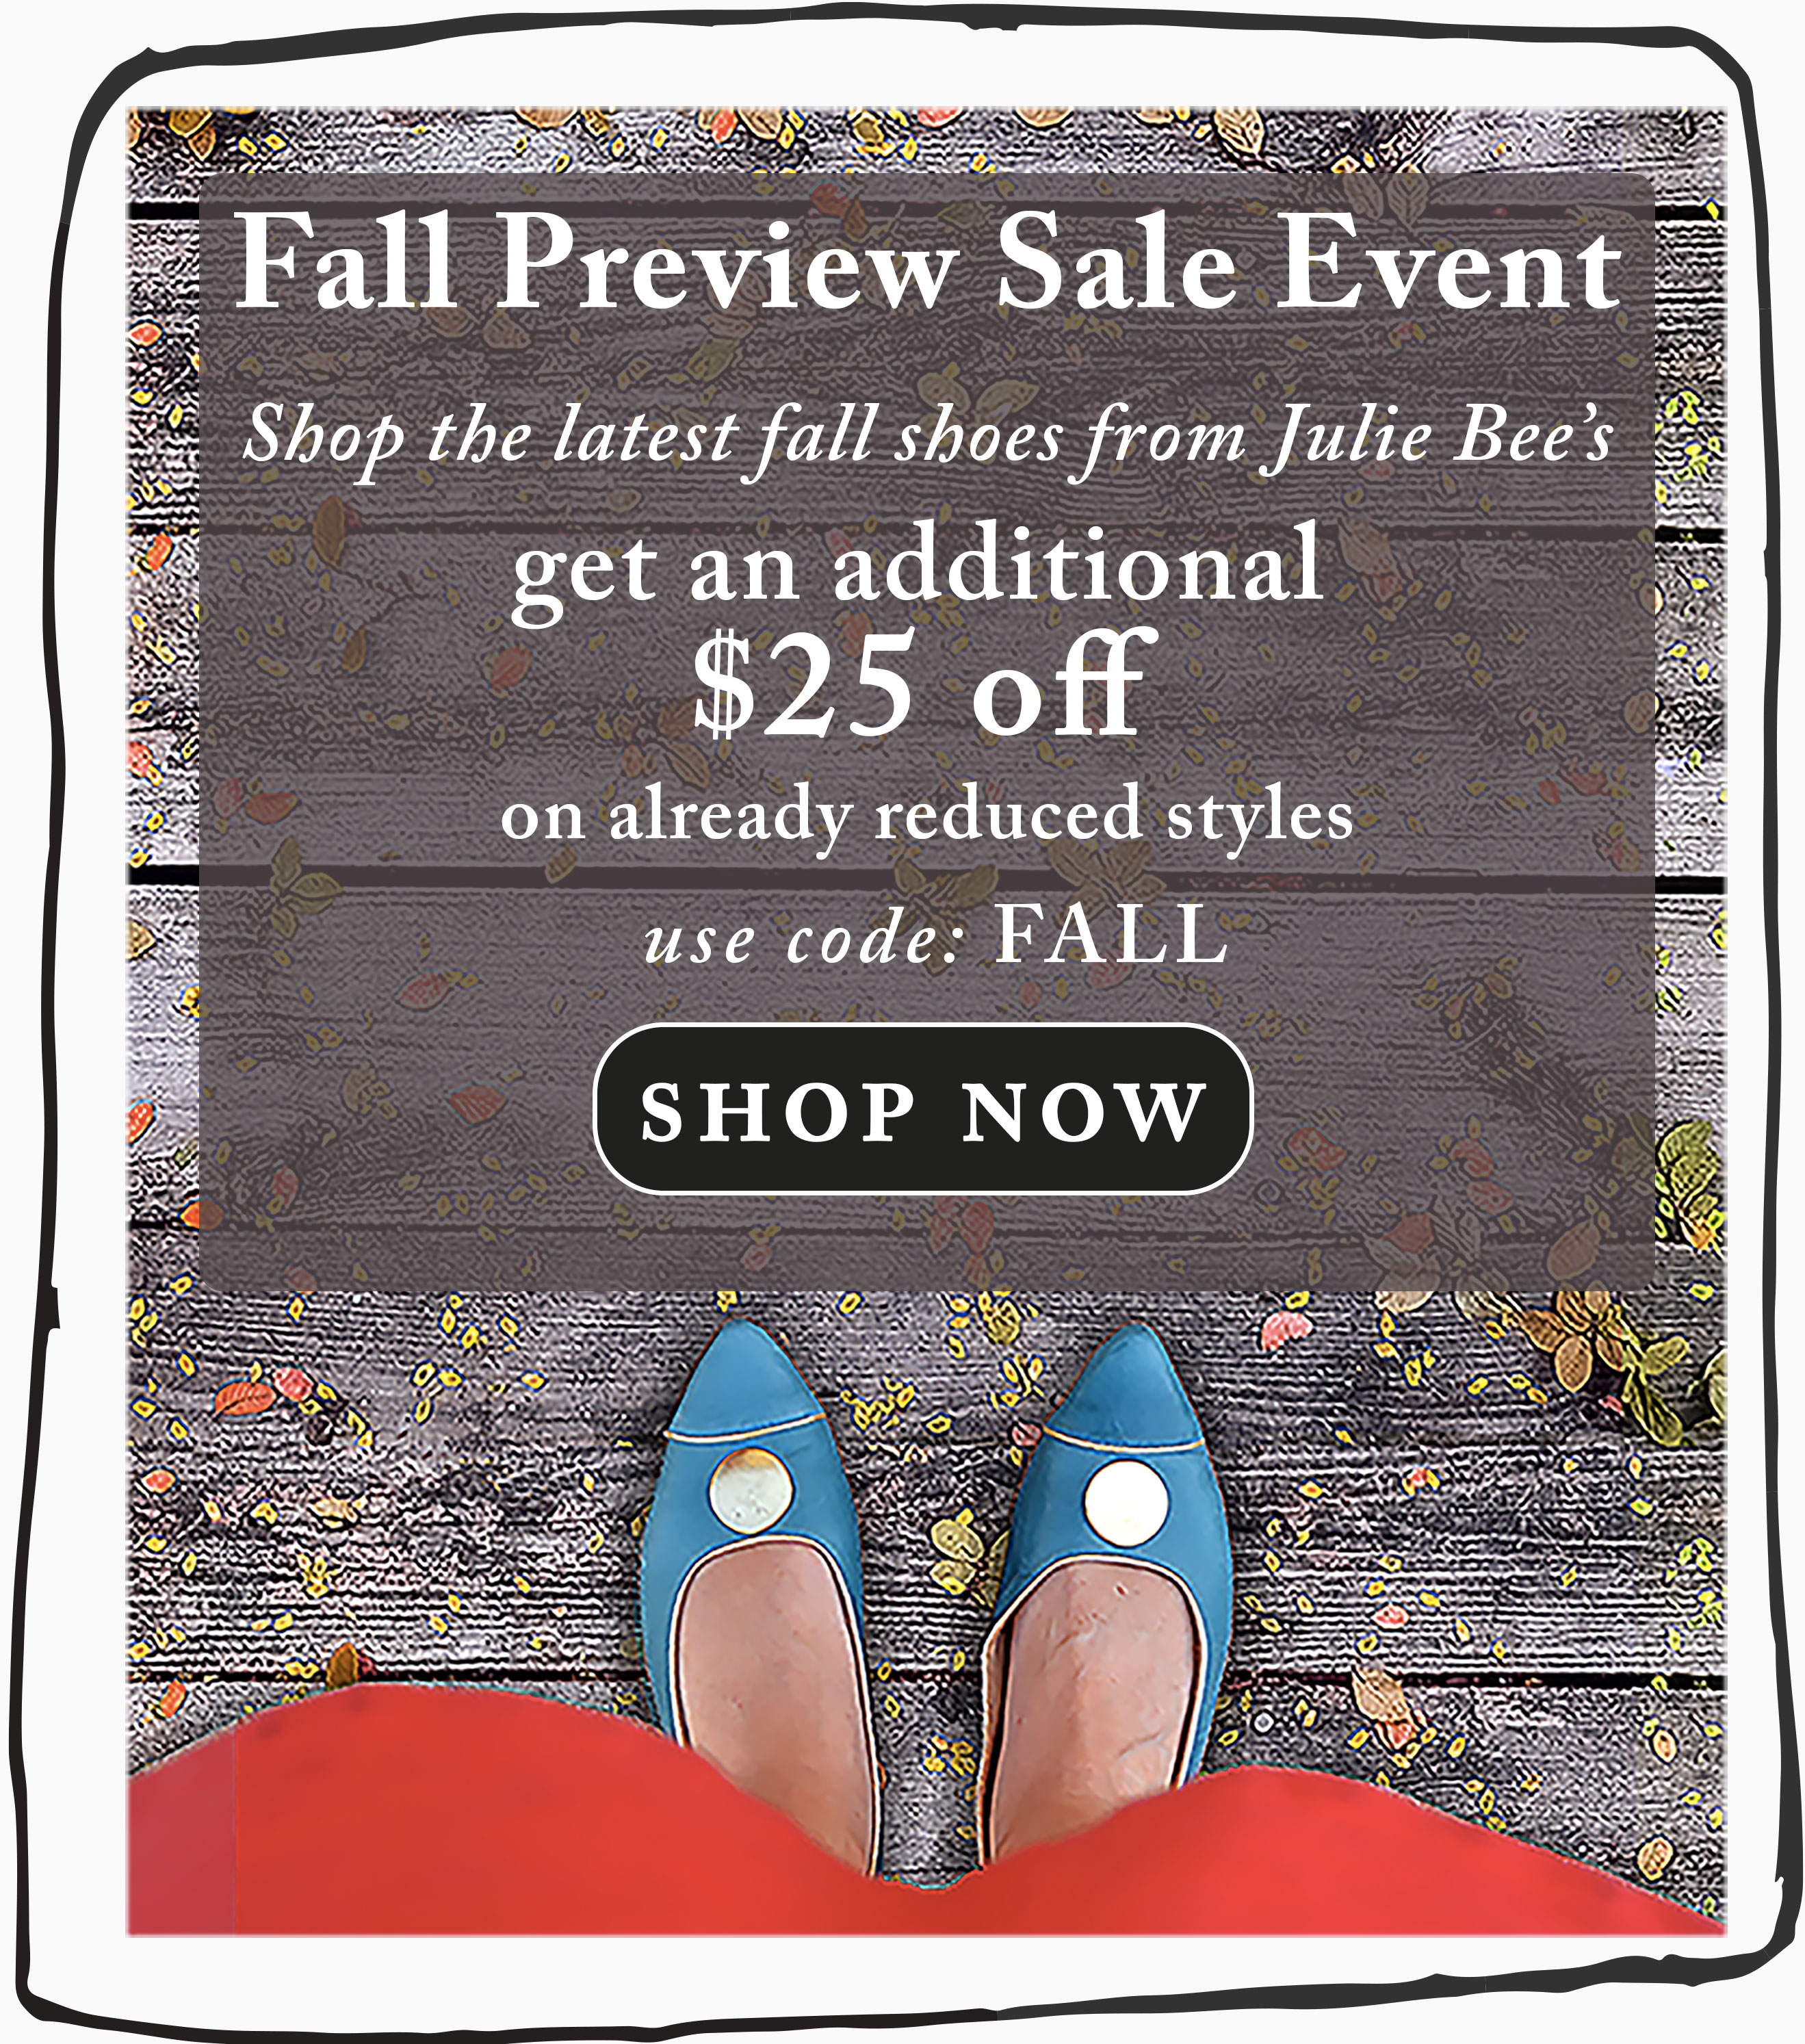 Fall Preview Sale Event
Shop the latest fall shoes from Julie Bee’s
get an additional
$25 off
on already reduced styles
use code: FALL
SHOP NOW